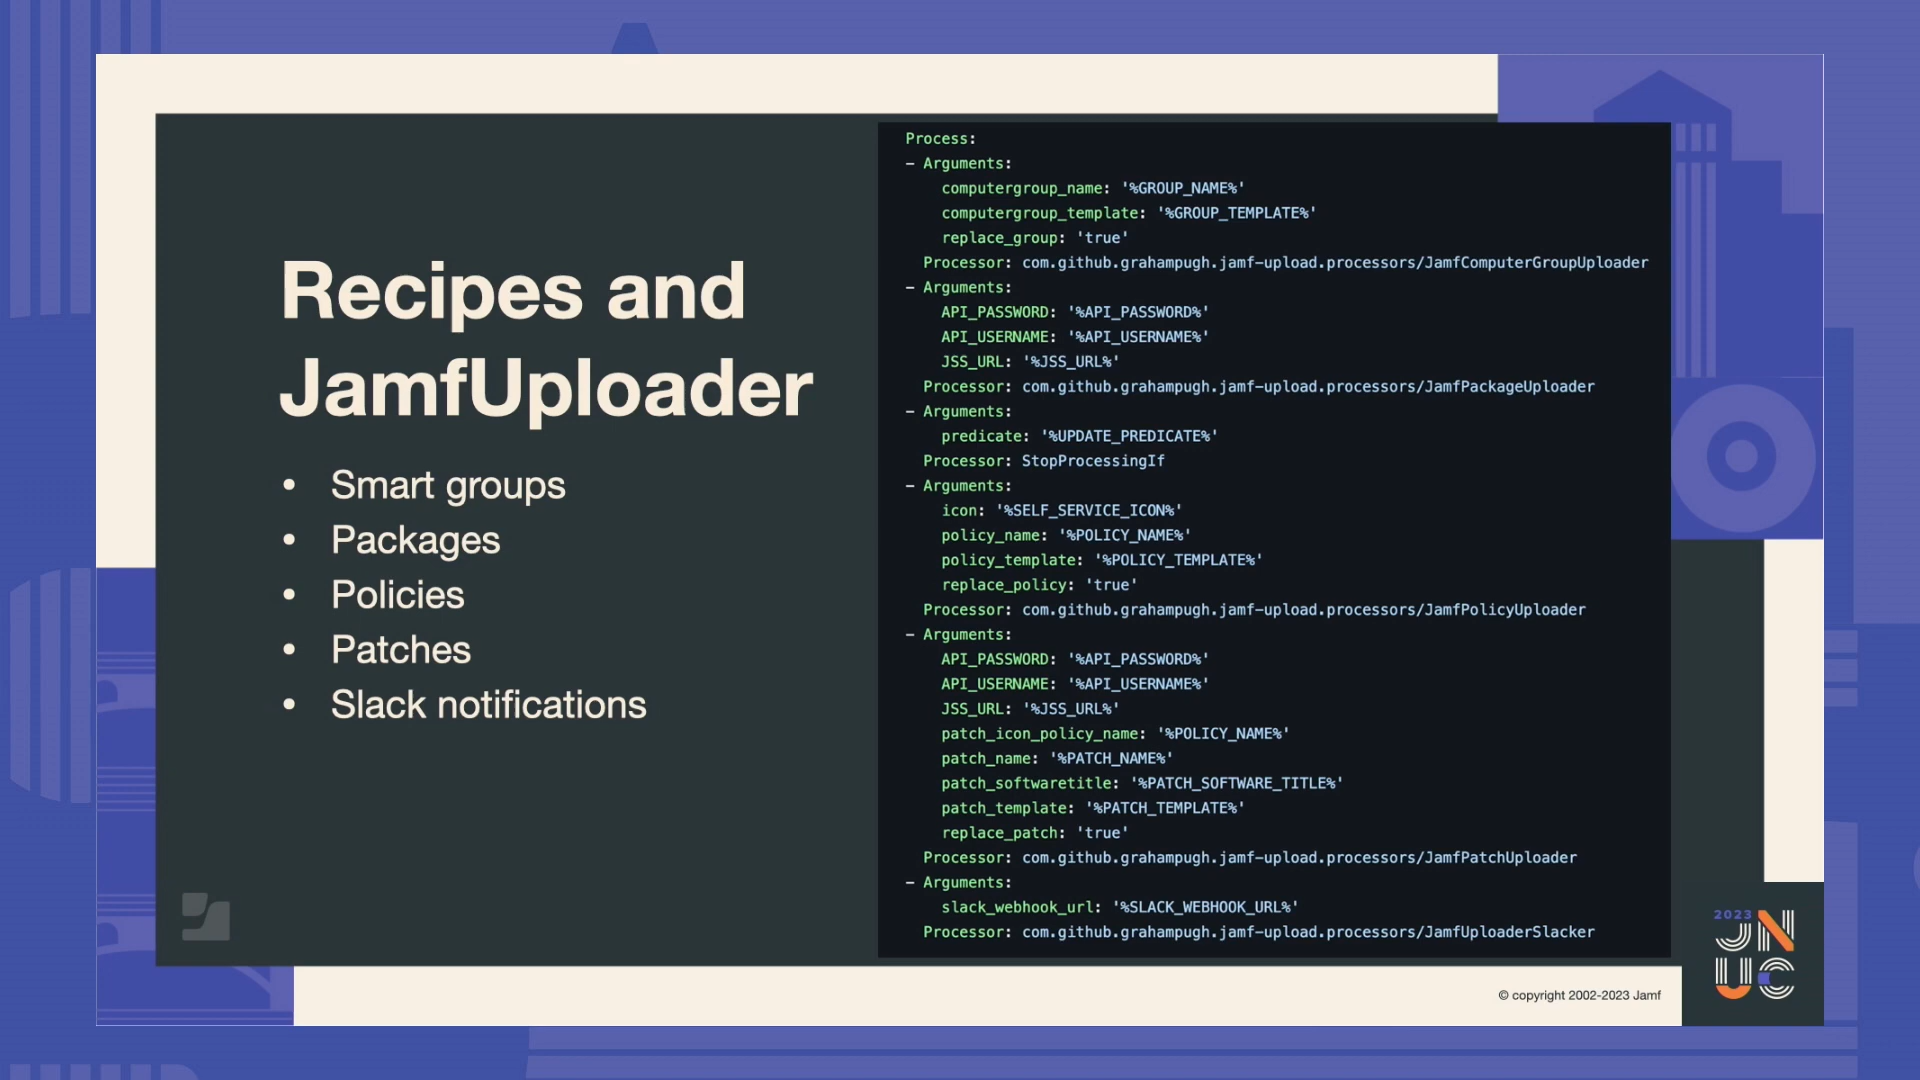 Recipes and
JamfUploader
• Smart groups
• Packages
• Policies
• Patches
• Slack notifications
Process:
- Arguments:
    computergroup_name: '%GROUP_NAME%'
    computergroup_template: '%GROUP_TEMPLATE%'
    replace_group: 'true'
  Processor: com.github.grahampugh.jamf-upload.processors/JamfComputerGroupUploader
- Arguments:
    API_PASSWORD: '%API_PASSWORD%'
    API_USERNAME: '%API_USERNAME%'
    JSS_URL: '%JSS_URL%'
  Processor: com.github.grahampugh.jamf-upload.processors/JamfPackageUploader
- Arguments:
    predicate: '%UPDATE_PREDICATE%'
  Processor: StopProcessingIf
- Arguments:
    icon: '%SELF_SERVICE_ICON%'
    policy_name: '%POLICY_NAME%'
    policy_template: '%POLICY_TEMPLATE%'
    replace_policy: 'true'
  Processor: com.github.grahampugh.jamf-upload.processors/JamfPolicyUploader
- Arguments:
    API_PASSWORD: '%API_PASSWORD%'
    API_USERNAME: '%API_USERNAME%'
    JSS_URL: '%JSS_URL%'
    patch_icon_policy_name: '%POLICY_NAME%'
    patch_name: '%PATCH_NAME%'
    patch_softwaretitle: '%PATCH_SOFTWARE_TITLE%'
    patch_template: '%PATCH_TEMPLATE%'
    replace_patch: 'true'
  Processor: com.github.grahampugh.jamf-upload.processors/JamfPatchUploader
- Arguments:
    slack_webhook_url: '%SLACK_WEBHOOK_URL%'
  Processor: com.github.grahampugh.jamf-upload.processors/JamfUploaderSlacker
2023
JN
UC
© copyright 2002-2023 Jamf